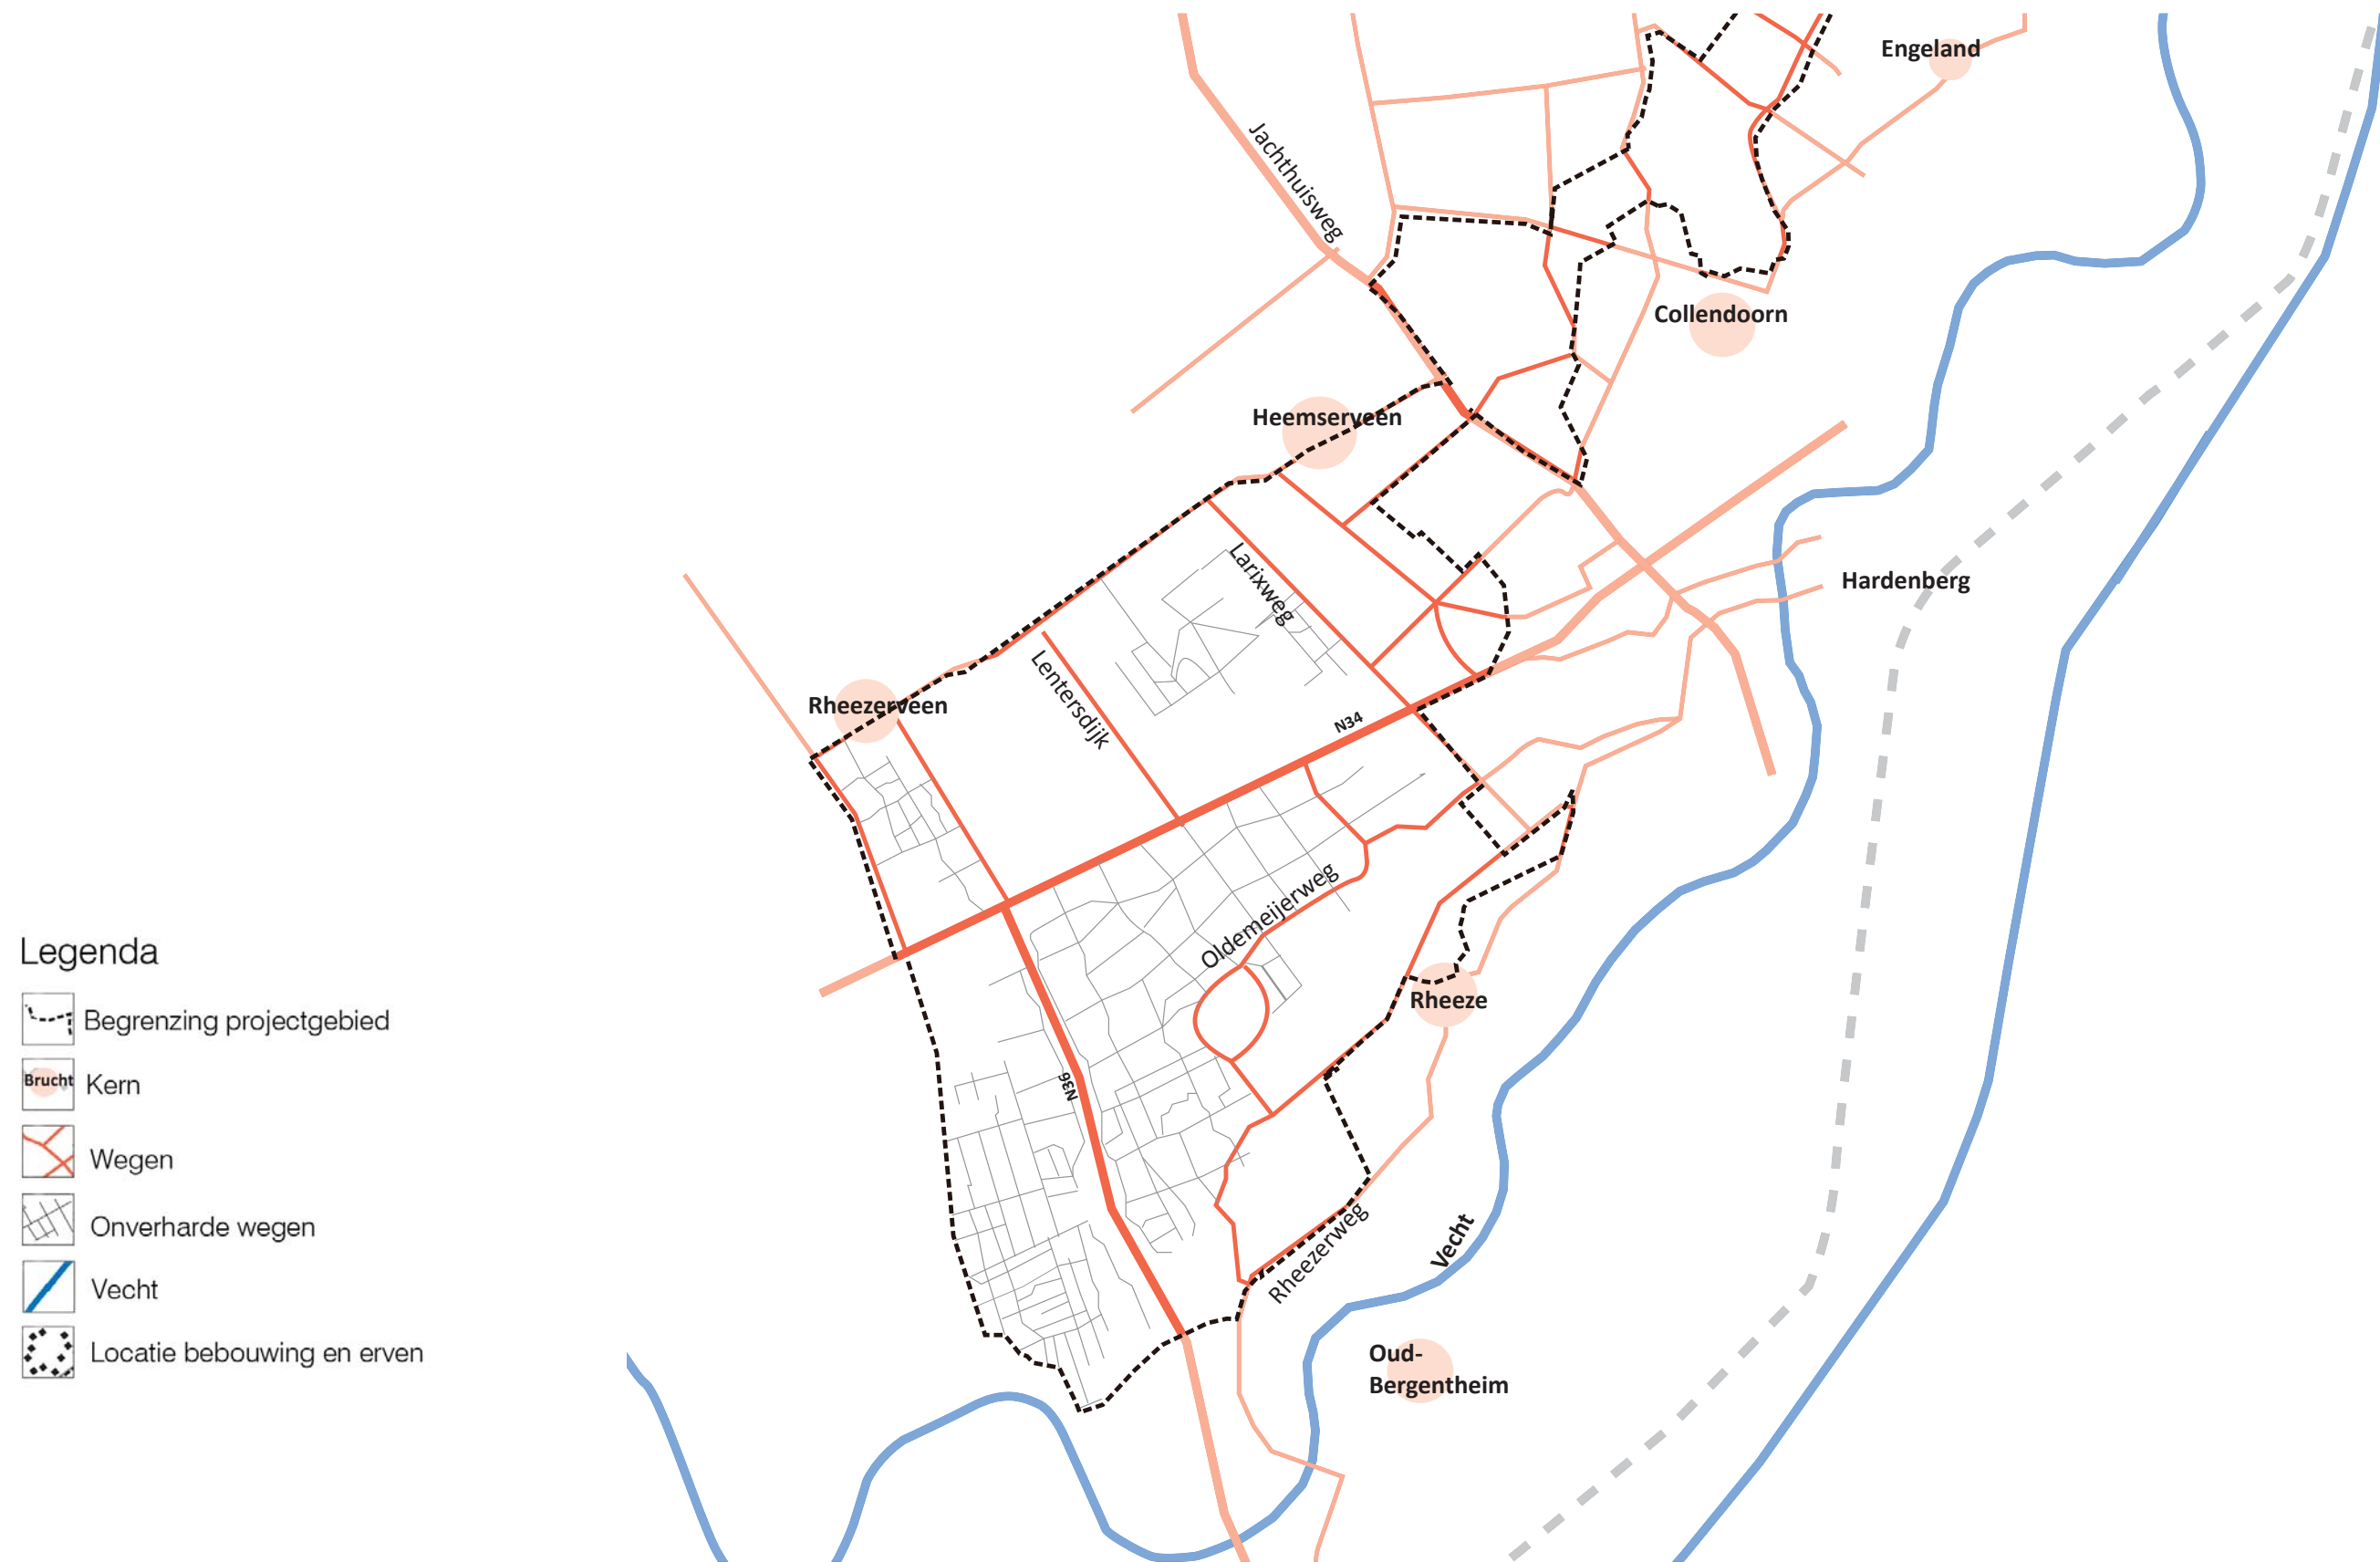 Engeland
Jachthuisweg
Collendoorn
Heemserveen
Larixweg
Hardenberg
Rheezerveen
Lentersdijk
N34
Oldemeijerweg
Rheeze
N36
Rheezerweg
Vecht
Oud-
Bergentheim
Legenda
Begrenzing projectgebied
Brucht Kern
Wegen
Onverharde wegen
Vecht
Locatie bebouwing en erven